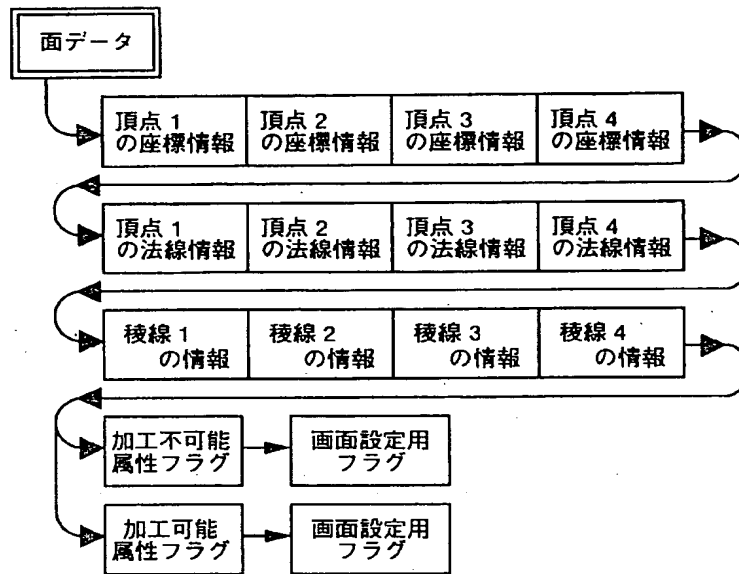 面データ
頂点1
の座標情報
頂点2
の座標情報
頂点3
の座標情報
頂点4
の座標情報
頂点1
の法線情報
頂点2
の法線情報
頂点3
の法線情報
頂点4
の法線情報
稜線1
の情報
稜線2
の情報
稜線3
の情報
稜線4
の情報
加工不可能
属性フラグ
画面設定用
フラグ
加工可能
属性フラグ
画面設定用
フラグ